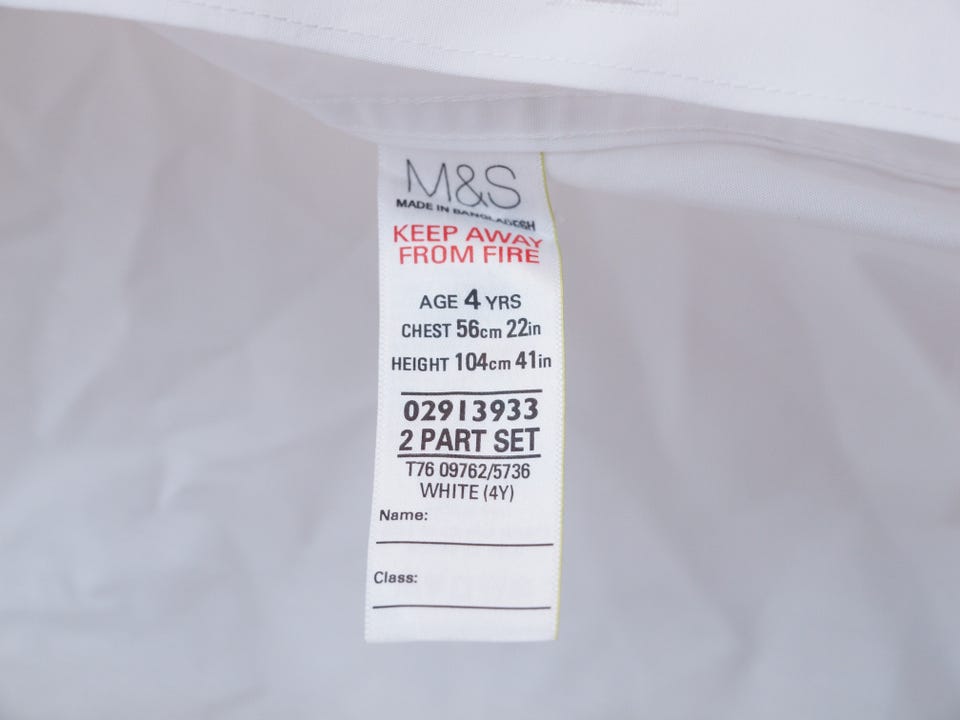 M&S
MADE IN BANGLADESH
KEEP AWAY
FROM FIRE
AGE 4 YRS
CHEST 56cm 22in
HEIGHT 104cm 41in
02913933
2 PART SET
T76 09762/5736
WHITE (4Y)
Name:
Class: